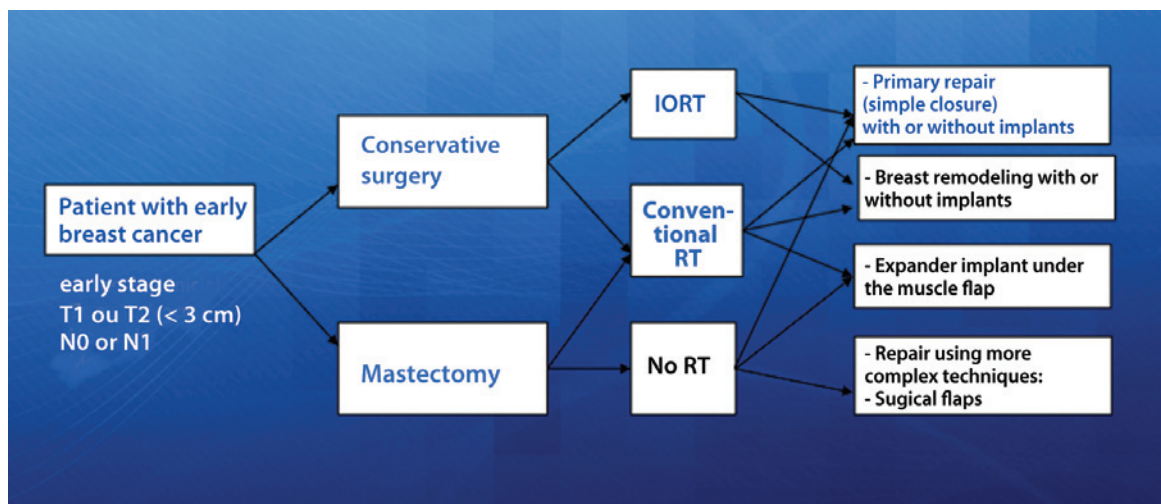 Patient with early
breast cancer
early stage
T1 ou T2 (< 3 cm)
N0 or N1
Conservative
surgery
Mastectomy
IORT
Conven-
tional
RT
No RT
- Primary repair
(simple closure)
with or without implants
- Breast remodeling with or
without implants
- Expander implant under
the muscle flap
- Repair using more
complex techniques:
- Sugical flaps